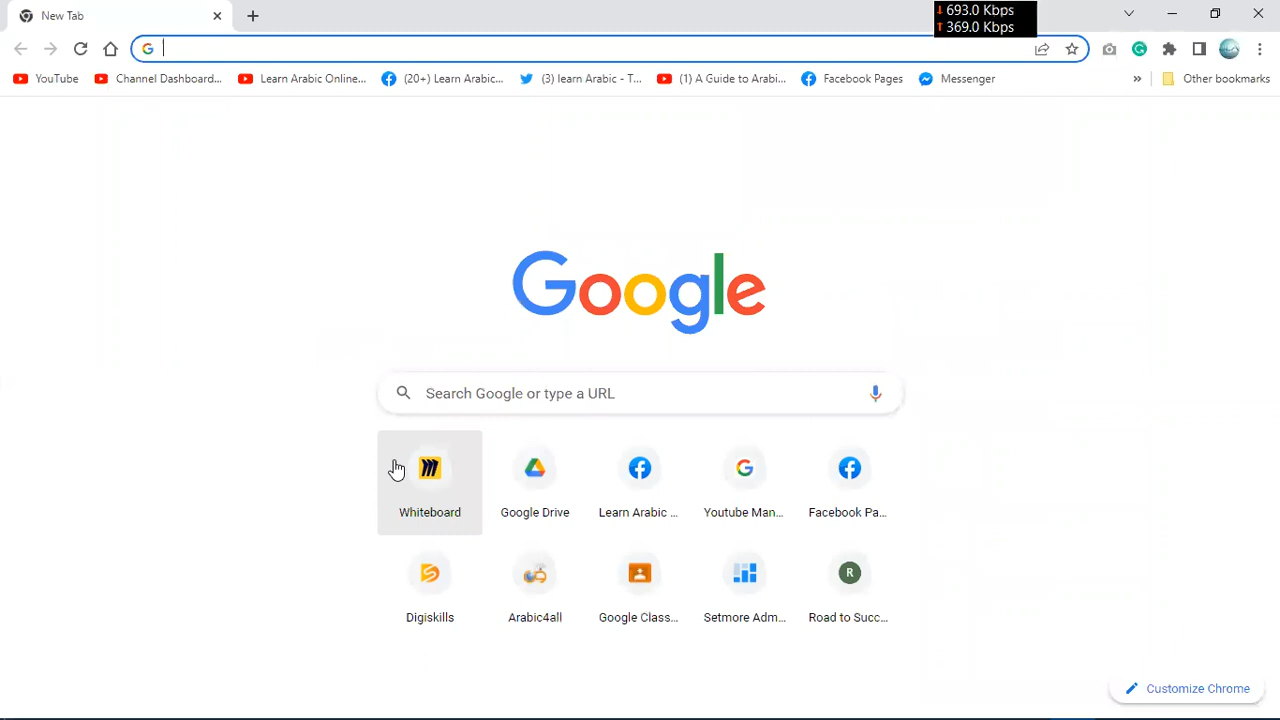 New Tab
↓ 693.0 Kbps
↑ 369.0 Kbps
YouTube
Channel Dashboard...
Learn Arabic Online...
(20+) Learn Arabic...
(3) learn Arabic - T...
(1) A Guide to Arabi...
Facebook Pages
Messenger
»
Other bookmarks
Google
Search Google or type a URL
Whiteboard
Google Drive
Learn Arabic ...
Youtube Man...
Facebook Pa...
Digiskills
Arabic4all
Google Class...
Setmore Adm...
R
Road to Succ...
Customize Chrome